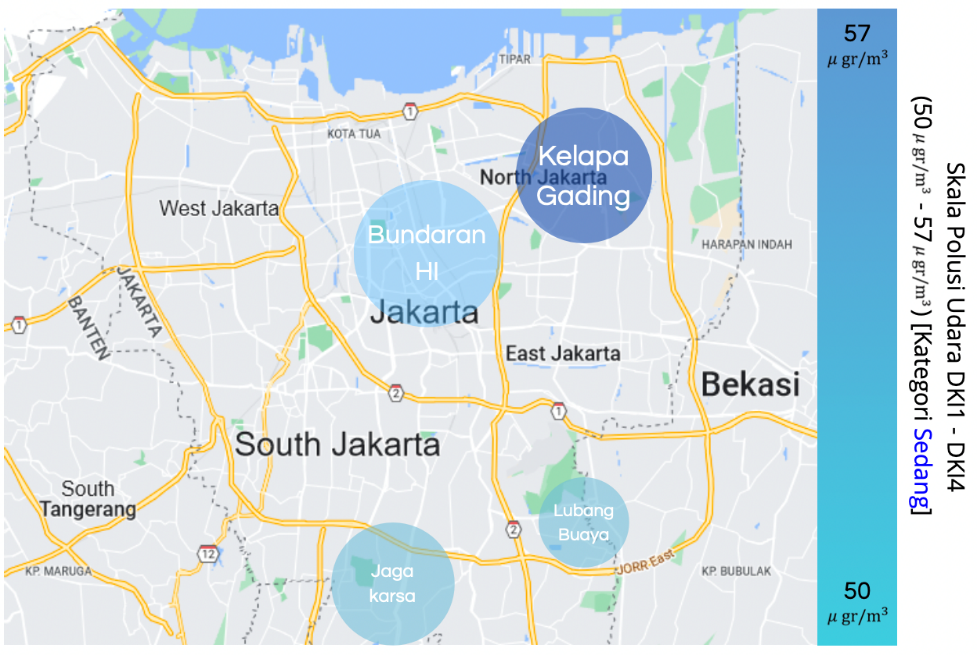 TIPAR
1
KOTA TUA
Kelapa
Gading
North Jakarta
West Jakarta
Bundaran
HI
HARAPAN INDAH
JAKARTA
BANTEN
1
Jakarta
East Jakarta
Bekasi
2
1
South Jakarta
South
Tangerang
Lubang
Buaya
2
12
JORR East
KP. MARUGA
Jaga
karsa
KP. BUBULAK
57
μ gr/m³
50
μ gr/m³
Skala Polusi Udara DKI1 - DKI4
(50 μ gr/m³ - 57 μ gr/m³) [Kategori Sedang]